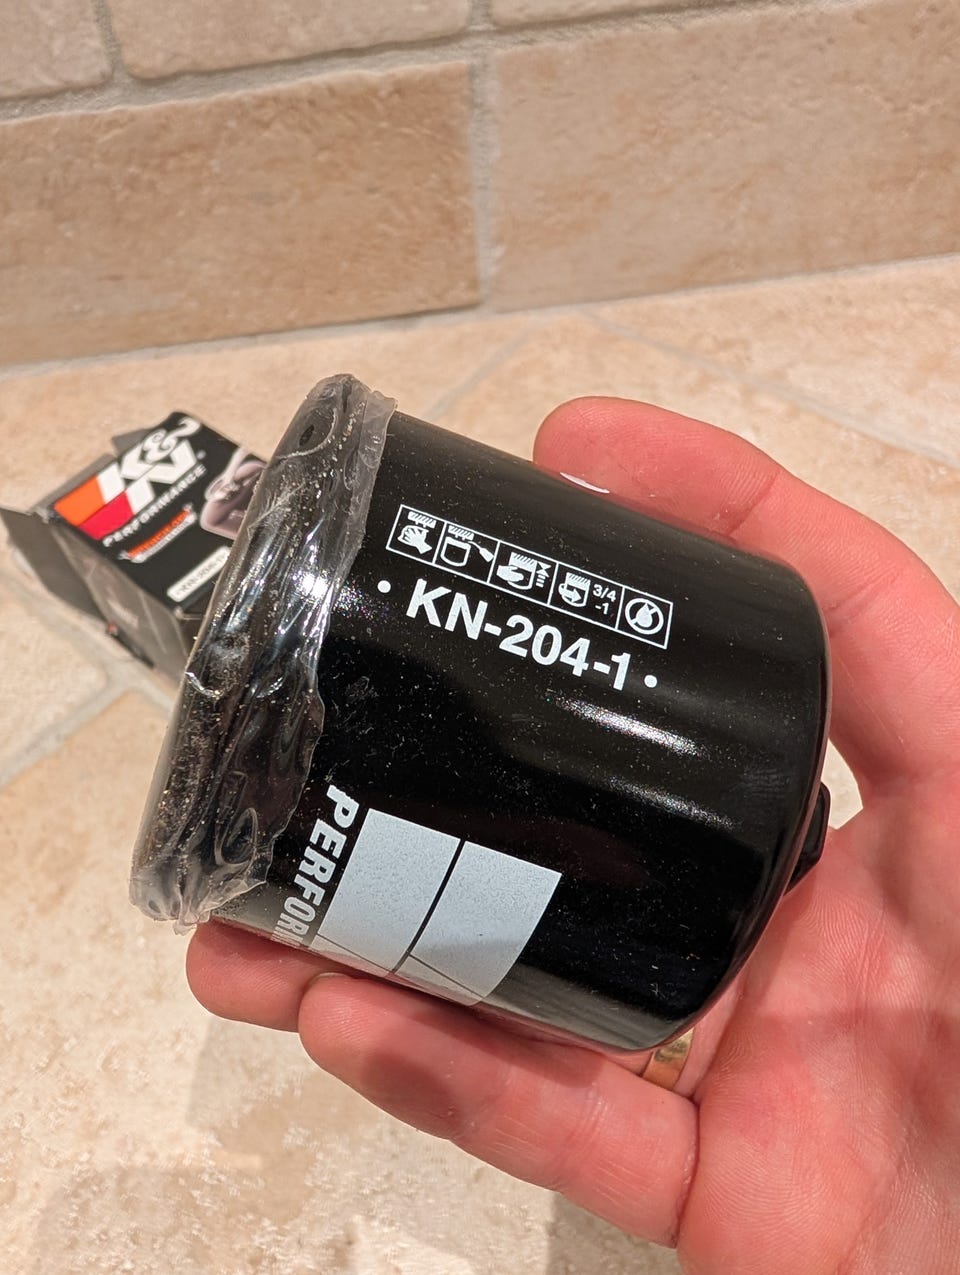 K&N
PERFORMANCE
3/4
-1
• KN-204-1 •
PERFOR